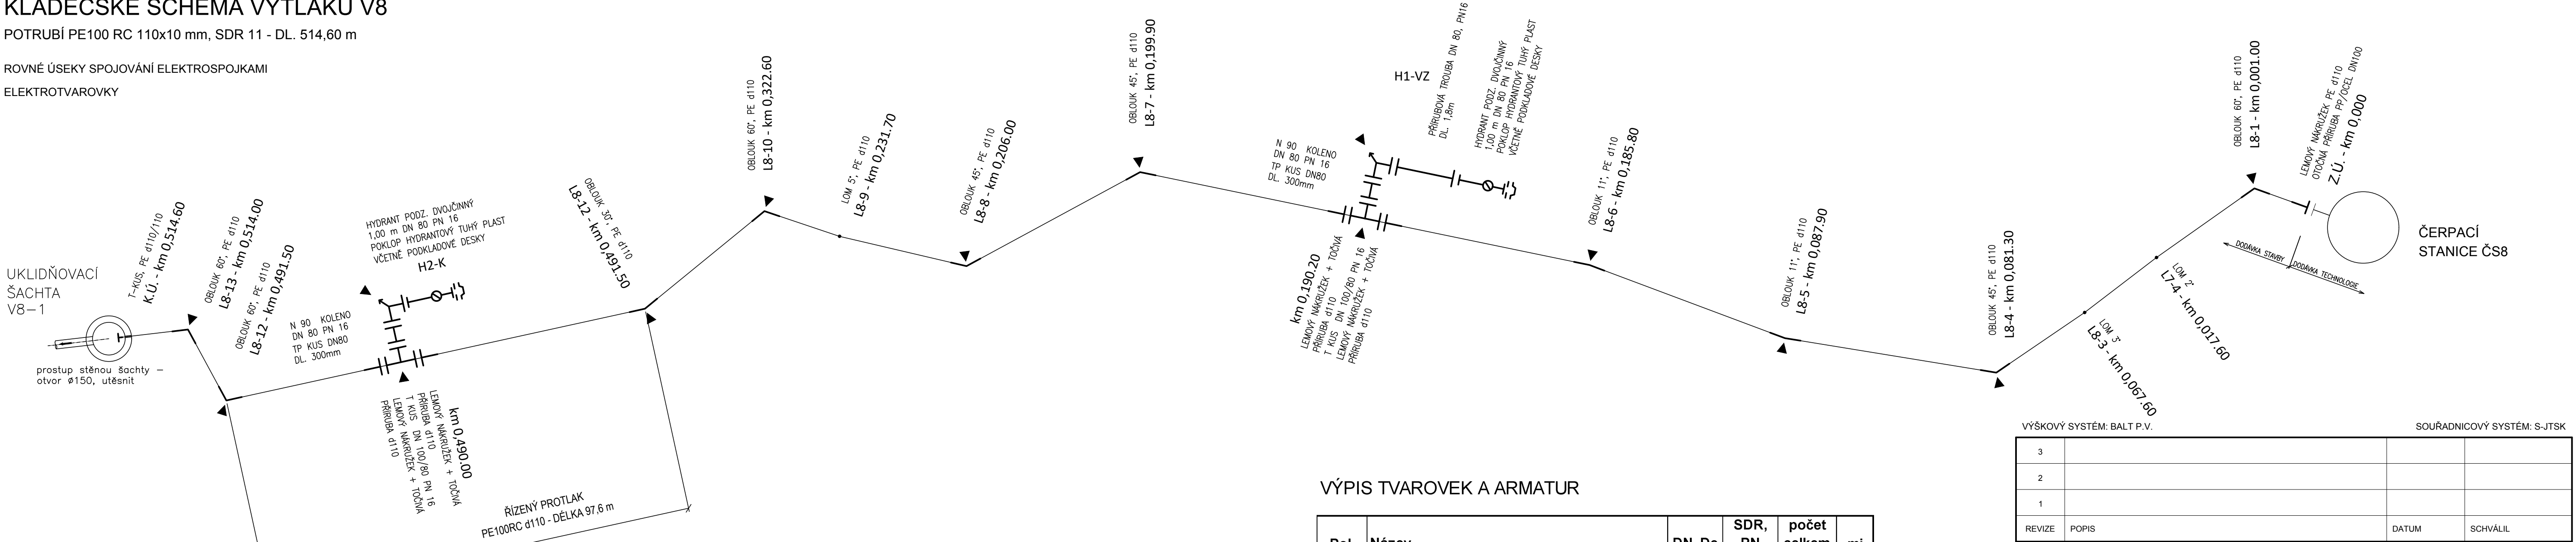 KLADEČSKÉ SCHÉMA VÝTLAKU V8
POTRUBÍ PE100 RC 110x10 mm, SDR 11 - DL. 514,60 m
ROVNÉ ÚSEKY SPOJOVÁNÍ ELEKTROSPOJKAMI
ELEKTROTVAROVKY
UKLIDŇOVACÍ
ŠACHTA
V8-1
prostup stěnou šachty -
otvor ø150, utěsnit
T-KUS, PE d110/110
K.Ú. - km 0,514.60
OBLOUK 60°, PE d110
L8-13 - km 0,514.00
OBLOUK 60°, PE d110
L8-12 - km 0,491.50
N 90 KOLENO
DN 80 PN 16
TP KUS DN80
DL. 300mm
HYDRANT PODZ. DVOJČINNÝ
1,00 m DN 80 PN 16
POKLOP HYDRANTOVÝ TUHÝ PLAST
VČETNĚ PODKLADOVÉ DESKY
H2-K
km 0,490.00
LEMOVÝ NÁKRUŽEK + TOČIVÁ
PŘÍRUBA d110
T KUS DN 100/80 PN 16
LEMOVÝ NÁKRUŽEK + TOČIVÁ
PŘÍRUBA d110
ŘÍZENÝ PROTLAK
PE100RC d110 - DÉLKA 97,6 m
OBLOUK 30°, PE d110
L8-12 - km 0,491.50
OBLOUK 60°, PE d110
L8-10 - km 0,322.60
LOM 5°, PE d110
L8-9 - km 0,231.70
OBLOUK 45°, PE d110
L8-8 - km 0,206.00
OBLOUK 45°, PE d110
L8-7 - km 0,199.90
N 90 KOLENO
DN 80 PN 16
TP KUS DN80
DL. 300mm
H1-VZ
PŘÍRUBOVÁ TROUBA DN 80, PN16
DL. 1,8m
HYDRANT PODZ. DVOJČINNÝ
1,00 m DN 80 PN 16
POKLOP HYDRANTOVÝ TUHÝ PLAST
VČETNĚ PODKLADOVÉ DESKY
km 0,190.20
LEMOVÝ NÁKRUŽEK + TOČIVÁ
PŘÍRUBA d110
T KUS DN 100/80 PN 16
LEMOVÝ NÁKRUŽEK + TOČIVÁ
PŘÍRUBA d110
OBLOUK 11°, PE d110
L8-6 - km 0,185.80
OBLOUK 11°, PE d110
L8-5 - km 0,087.90
OBLOUK 45°, PE d110
L8-4 - km 0,081.30
LOM 3°
L8-3 - km 0,067.60
LOM 2°
L7-4 - km 0,017.60
OBLOUK 60°, PE d110
L8-1 - km 0,001.00
LEMOVÝ NÁKRUŽEK PE d110
OTOČNÁ PŘÍRUBA PP/OCEL DN100
Z.Ú. - km 0,000
DODÁVKA STAVBY
DODÁVKA TECHNOLOGIE
ČERPACÍ
STANICE ČS8
VÝPIS TVAROVEK A ARMATUR
SDR, počet
VÝŠKOVÝ SYSTÉM: BALT P.V. SOUŘADNICOVÝ SYSTÉM: S-JTSK
3
2
1
REVIZE POPIS DATUM SCHVÁLIL